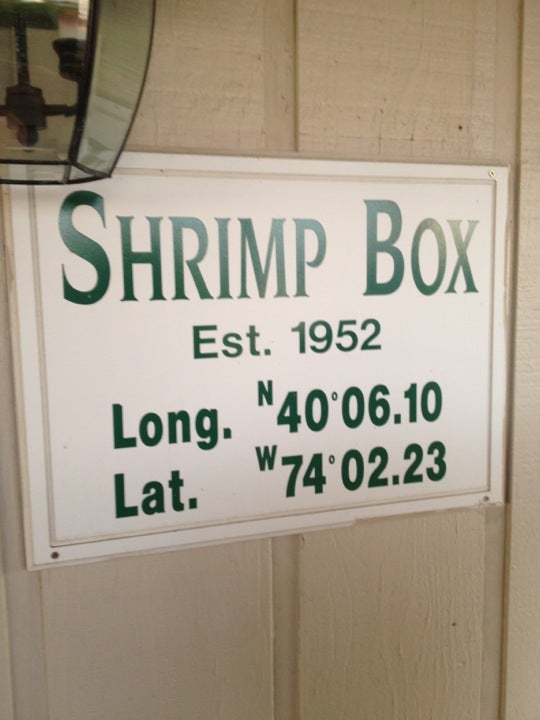 SHRIMP BOX
Est. 1952
Long. N40°06.10
Lat. W74°02.23